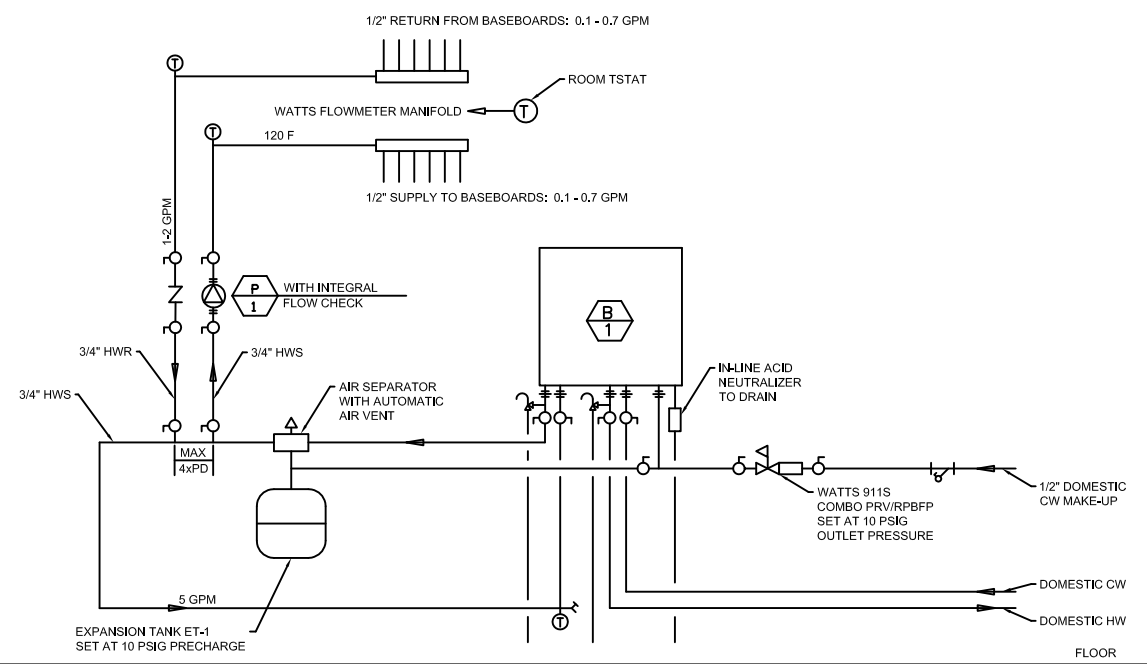 1/2" RETURN FROM BASEBOARDS: 0.1 - 0.7 GPM
T
ROOM TSTAT
WATTS FLOWMETER MANIFOLD
T
T
120 F
1/2" SUPPLY TO BASEBOARDS: 0.1 - 0.7 GPM
1-2 GPM
P
1
WITH INTEGRAL
FLOW CHECK
B
1
3/4" HWR
3/4" HWS
IN-LINE ACID
NEUTRALIZER
TO DRAIN
3/4" HWS
AIR SEPARATOR
WITH AUTOMATIC
AIR VENT
MAX
4xPD
WATTS 911S
COMBO PRV/RPBFP
SET AT 10 PSIG
OUTLET PRESSURE
1/2" DOMESTIC
CW MAKE-UP
DOMESTIC CW
5 GPM
T
DOMESTIC HW
EXPANSION TANK ET-1
SET AT 10 PSIG PRECHARGE
FLOOR